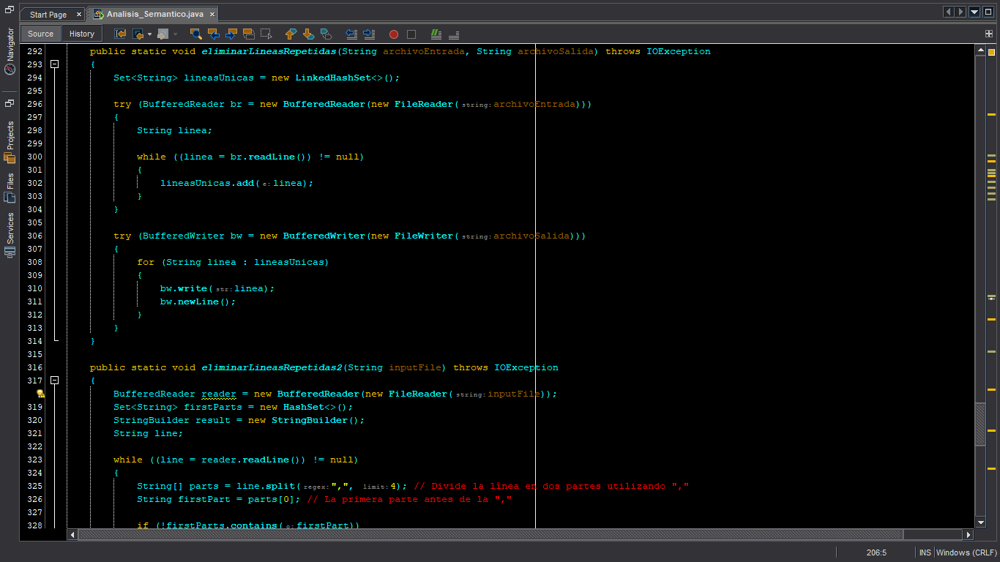 Start Page ×
Analisis_Semantico.java ×
Source History
Navigator
Projects
Files
Services
292 public static void eliminarLineasRepetidas(String archivoEntrada, String archivoSalida) throws IOException
293 {
294 Set<String> lineasUnicas = new LinkedHashSet<>();
295
296 try (BufferedReader br = new BufferedReader(new FileReader(string:archivoEntrada)))
297 {
298 String linea;
299
300 while ((linea = br.readLine()) != null)
301 {
302 lineasUnicas.add(e:linea);
303 }
304 }
305
306 try (BufferedWriter bw = new BufferedWriter(new FileWriter(string:archivoSalida)))
307 {
308 for (String linea : lineasUnicas)
309 {
310 bw.write(str:linea);
311 bw.newLine();
312 }
313 }
314 }
315
316 public static void eliminarLineasRepetidas2(String inputFile) throws IOException
317 {
BufferedReader reader = new BufferedReader(new FileReader(string:inputFile));
319 Set<String> firstParts = new HashSet<>();
320 StringBuilder result = new StringBuilder();
321 String line;
322
323 while ((line = reader.readLine()) != null)
324 {
325 String[] parts = line.split(regex:",", limit:4); // Divide la línea en dos partes utilizando ","
326 String firstPart = parts[0]; // La primera parte antes de la ","
327
328 if (!firstParts.contains(o:firstPart))
206:5 INS Windows (CRLF)